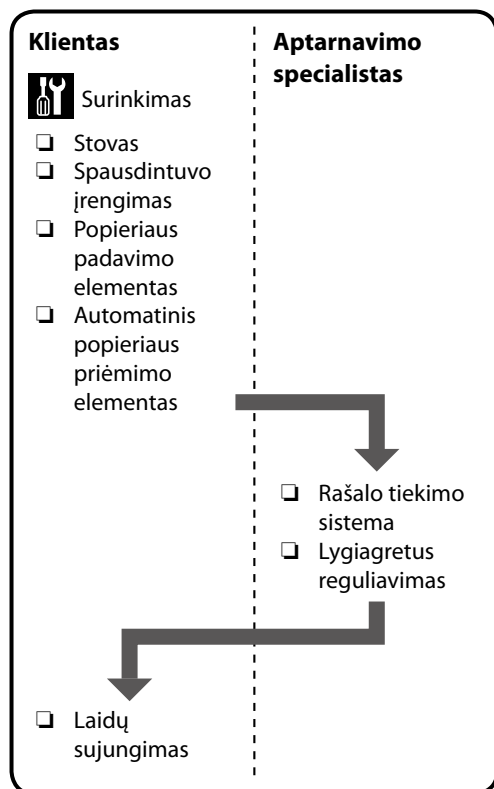 Klientas
Surinkimas
❏ Stovas
❏ Spausdintuvo
įrengimas
❏ Popieriaus
padavimo
elementas
❏ Automatinis
popieriaus
priėmimo
elementas
Aptarnavimo
specialistas
❏ Rašalo tiekimo
sistema
❏ Lygiagretus
reguliavimas
❏ Laidų
sujungimas